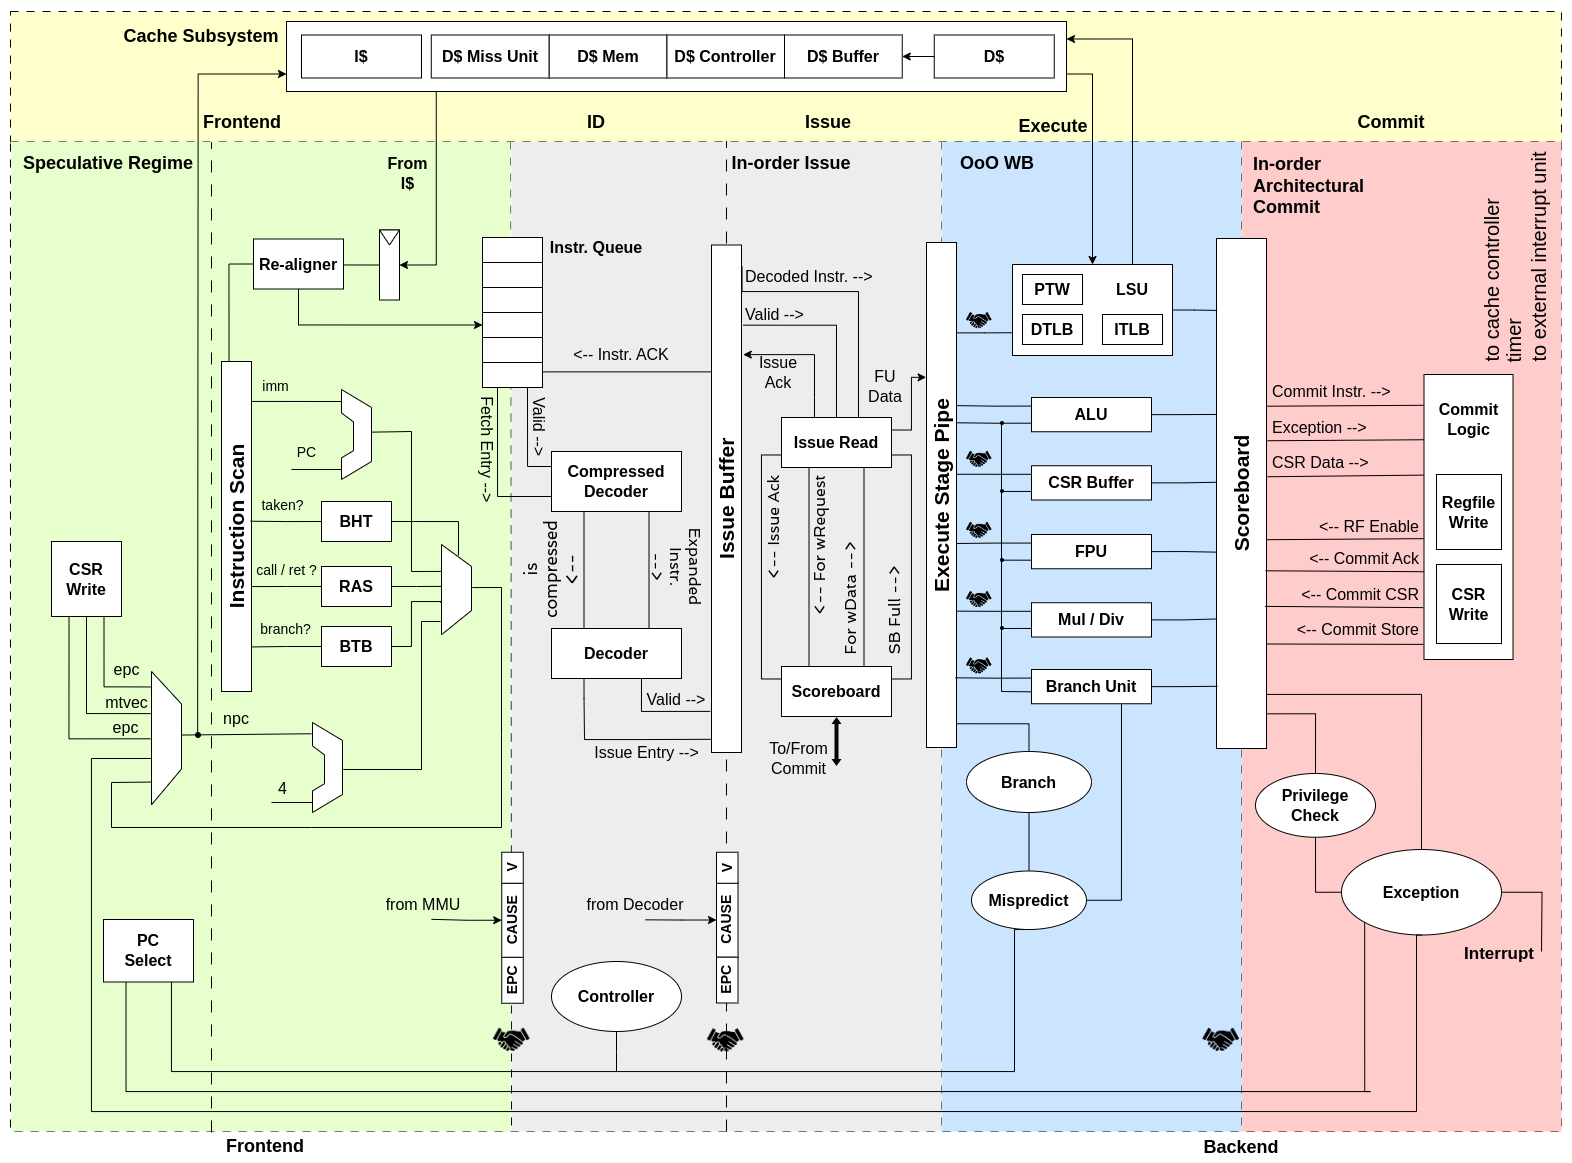 Cache Subsystem
I$
D$ Miss Unit
D$ Mem
D$ Controller
D$ Buffer
D$
Frontend
ID
Issue
Execute
Commit
Speculative Regime
From
I$
In-order Issue
OoO WB
In-order
Architectural
Commit
to cache controller
timer
to external interrupt unit
Re-aligner
Instr. Queue
Decoded Instr. -->
Valid -->
<-- Instr. ACK
Issue
Ack
FU
Data
PTW
LSU
DTLB
ITLB
Instruction Scan
imm
PC
taken?
BHT
call / ret ?
RAS
branch?
BTB
Fetch Entry -->
Valid -->
Compressed
Decoder
is
compressed
<--
Expanded
Instr.
<--
Decoder
Valid -->
Issue Entry -->
Issue Buffer
Issue Read
<-- Issue Ack
<-- For wRequest
For wData -->
SB Full -->
Scoreboard
To/From
Commit
Execute Stage Pipe
ALU
CSR Buffer
FPU
Mul / Div
Branch Unit
Scoreboard
Commit Instr. -->
Exception -->
CSR Data -->
<-- RF Enable
<-- Commit Ack
<-- Commit CSR
<-- Commit Store
Commit
Logic
Regfile
Write
CSR
Write
CSR
Write
epc
mtvec
epc
npc
4
Branch
Mispredict
Privilege
Check
Exception
Interrupt
from MMU
V
CAUSE
EPC
from Decoder
V
CAUSE
EPC
PC
Select
Controller
Frontend
Backend